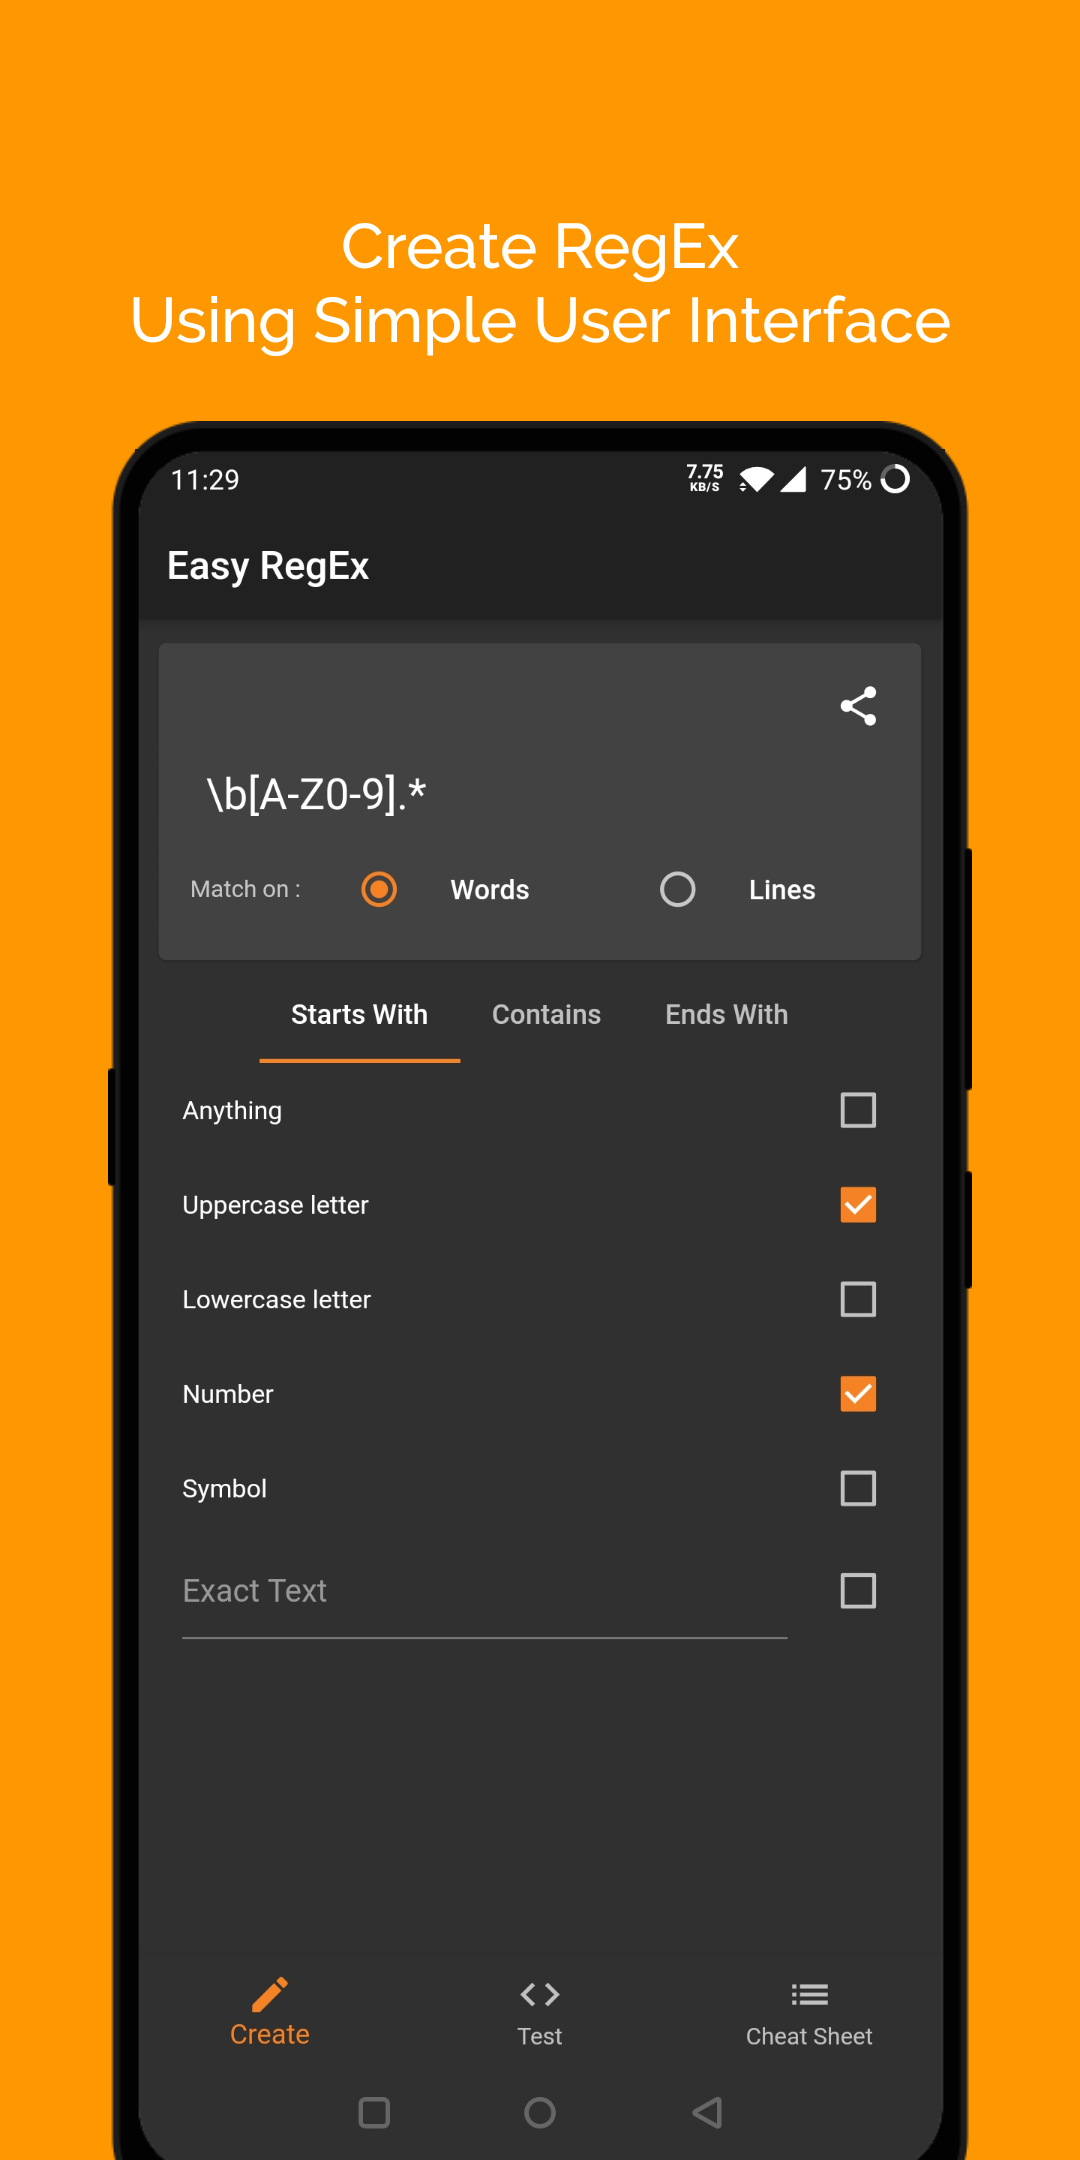 Create RegEx
Using Simple User Interface
11:29
7.75
KB/S
75%
Easy RegEx
\b[A-Z0-9].*
Match on :
Words
Lines
Starts With
Contains
Ends With
Anything
Uppercase letter
Lowercase letter
Number
Symbol
Exact Text
Create
Test
Cheat Sheet